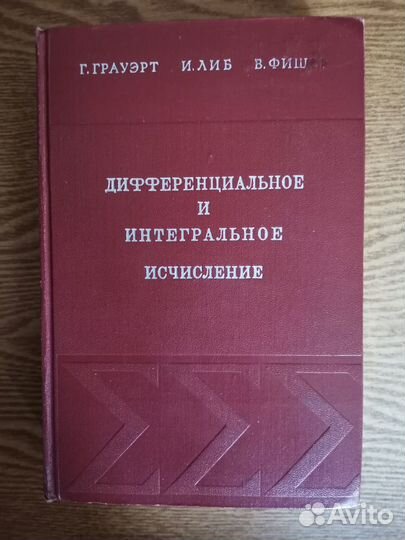 Г. ГРАУЭРТ И. ЛИБ В. ФИШ
ДИФФЕРЕНЦИАЛЬНОЕ
И
ИНТЕГРАЛЬНОЕ
ИСЧИСЛЕНИЕ
Avito